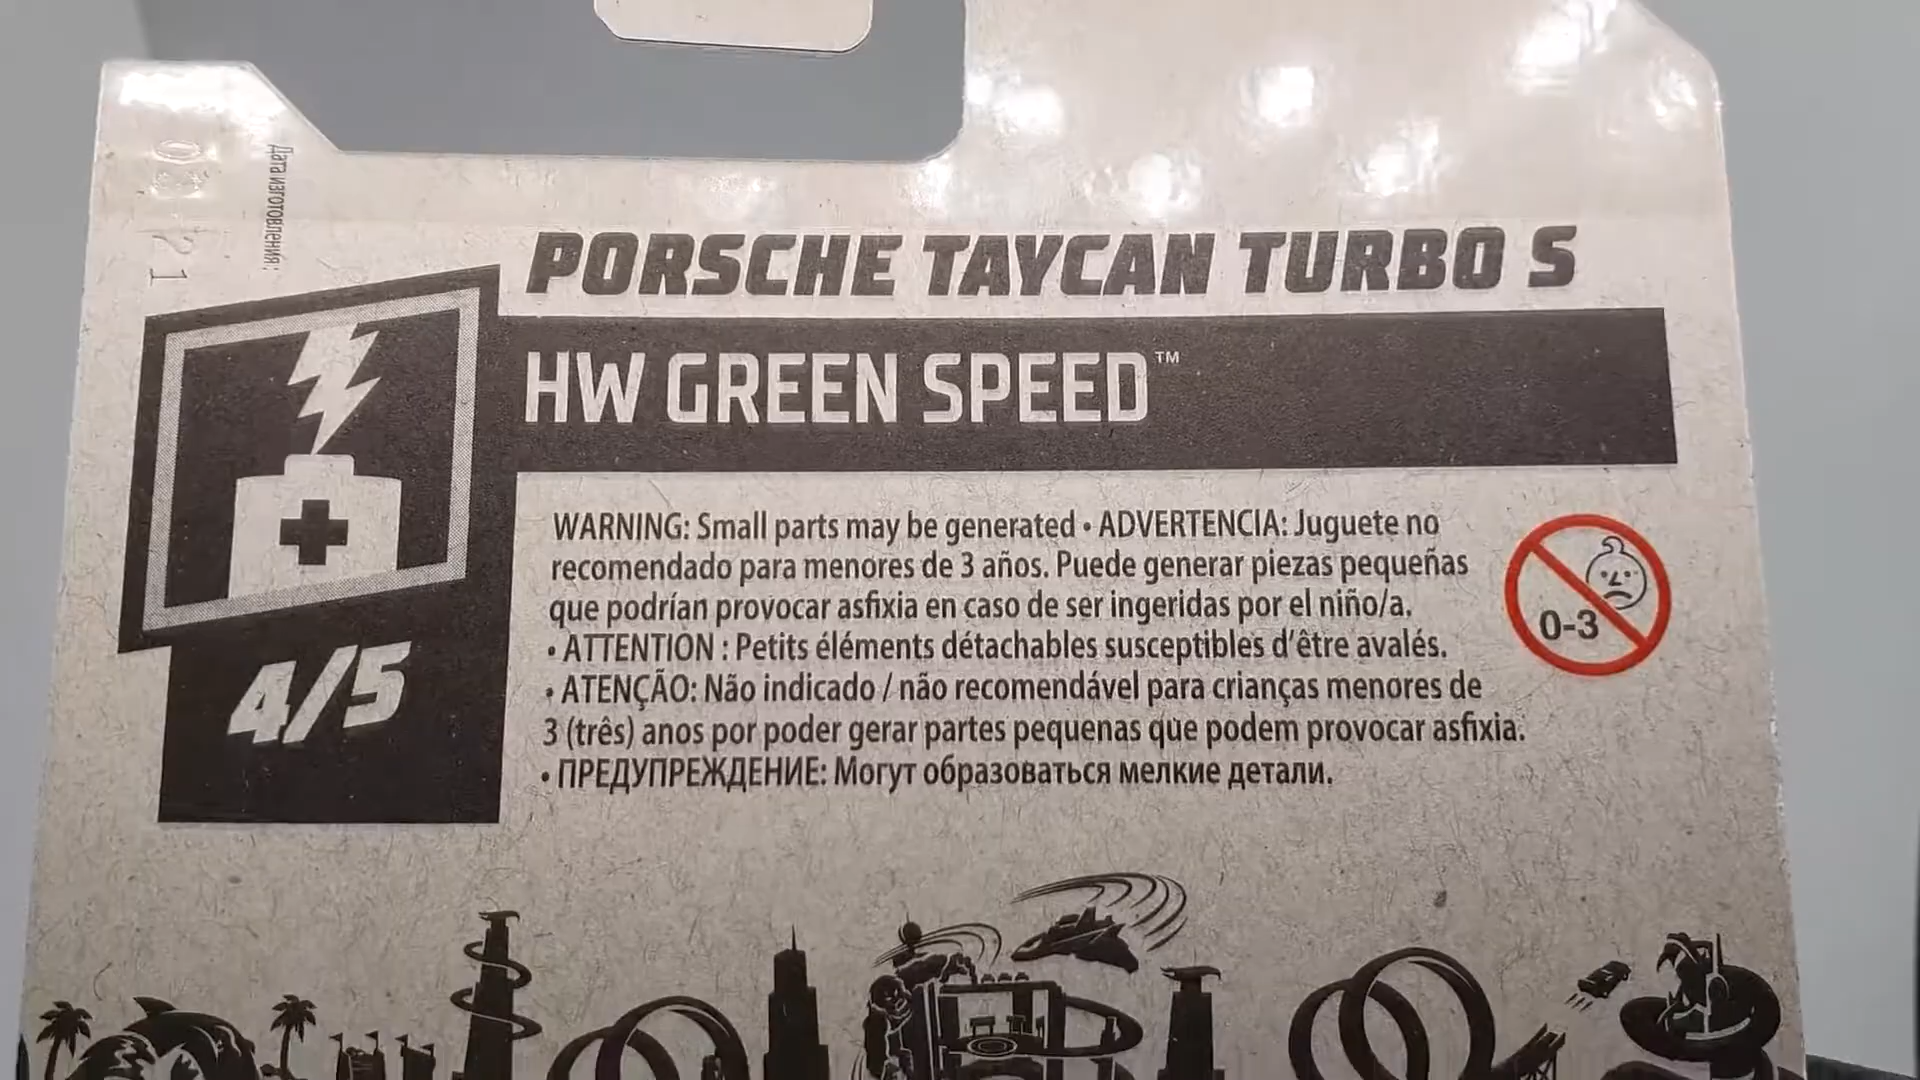 Дата изготовления:
PORSCHE TAYCAN TURBO S
HW GREEN SPEED™
4/5
WARNING: Small parts may be generated • ADVERTENCIA: Juguete no
recomendado para menores de 3 años. Puede generar piezas pequeñas
que podrían provocar asfixia en caso de ser ingeridas por el niño/a.
• ATTENTION : Petits éléments détachables susceptibles d'être avalés.
• ATENÇÃO: Não indicado / não recomendável para crianças menores de
3 (três) anos por poder gerar partes pequenas que podem provocar asfixia.
• ПРЕДУПРЕЖДЕНИЕ: Могут образоваться мелкие детали.
0-3